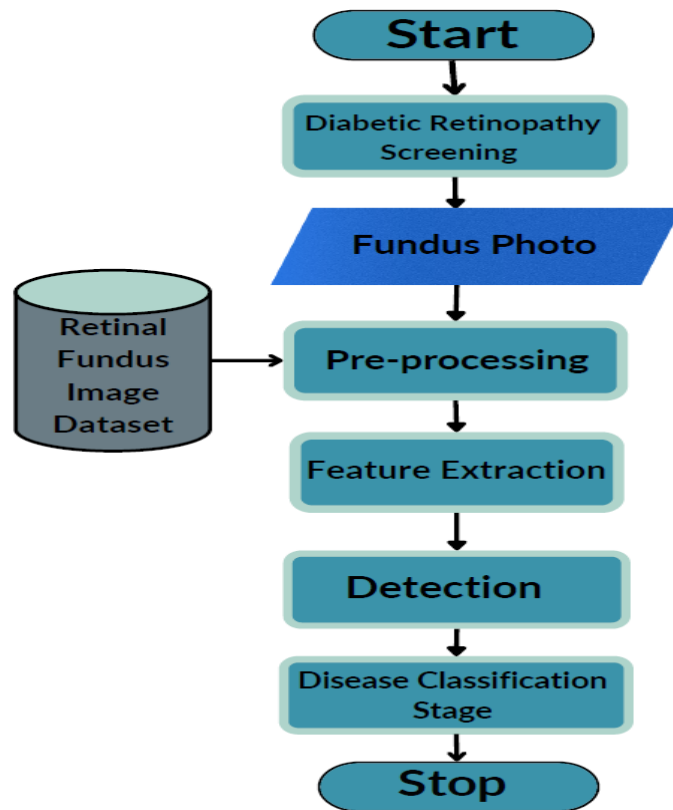 Start
Diabetic Retinopathy
Screening
Fundus Photo
Retinal
Fundus
Image
Dataset
Pre-processing
Feature Extraction
Detection
Disease Classification
Stage
Stop